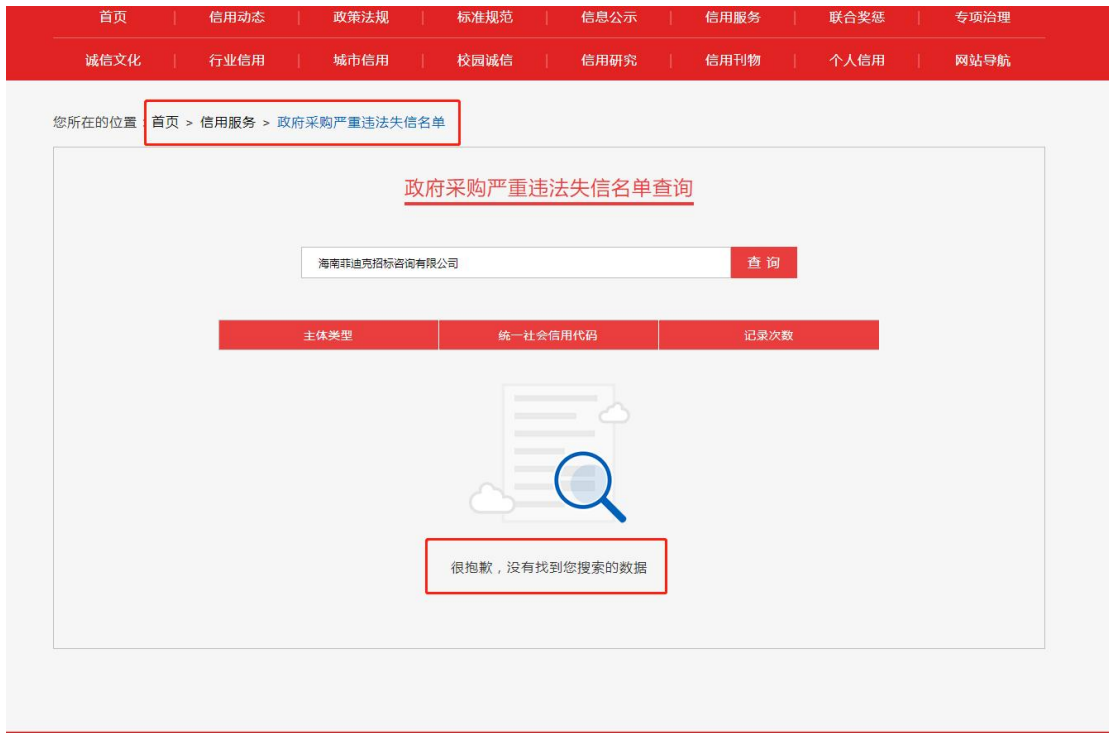 首页 | 信用动态 | 政策法规 | 标准规范 | 信息公示 | 信用服务 | 联合奖惩 | 专项治理
诚信文化 | 行业信用 | 城市信用 | 校园诚信 | 信用研究 | 信用刊物 | 个人信用 | 网站导航
您所在的位置：首页 > 信用服务 > 政府采购严重违法失信名单
政府采购严重违法失信名单查询
海南菲迪克招标咨询有限公司 查询
主体类型 统一社会信用代码 记录次数
很抱歉，没有找到您搜索的数据